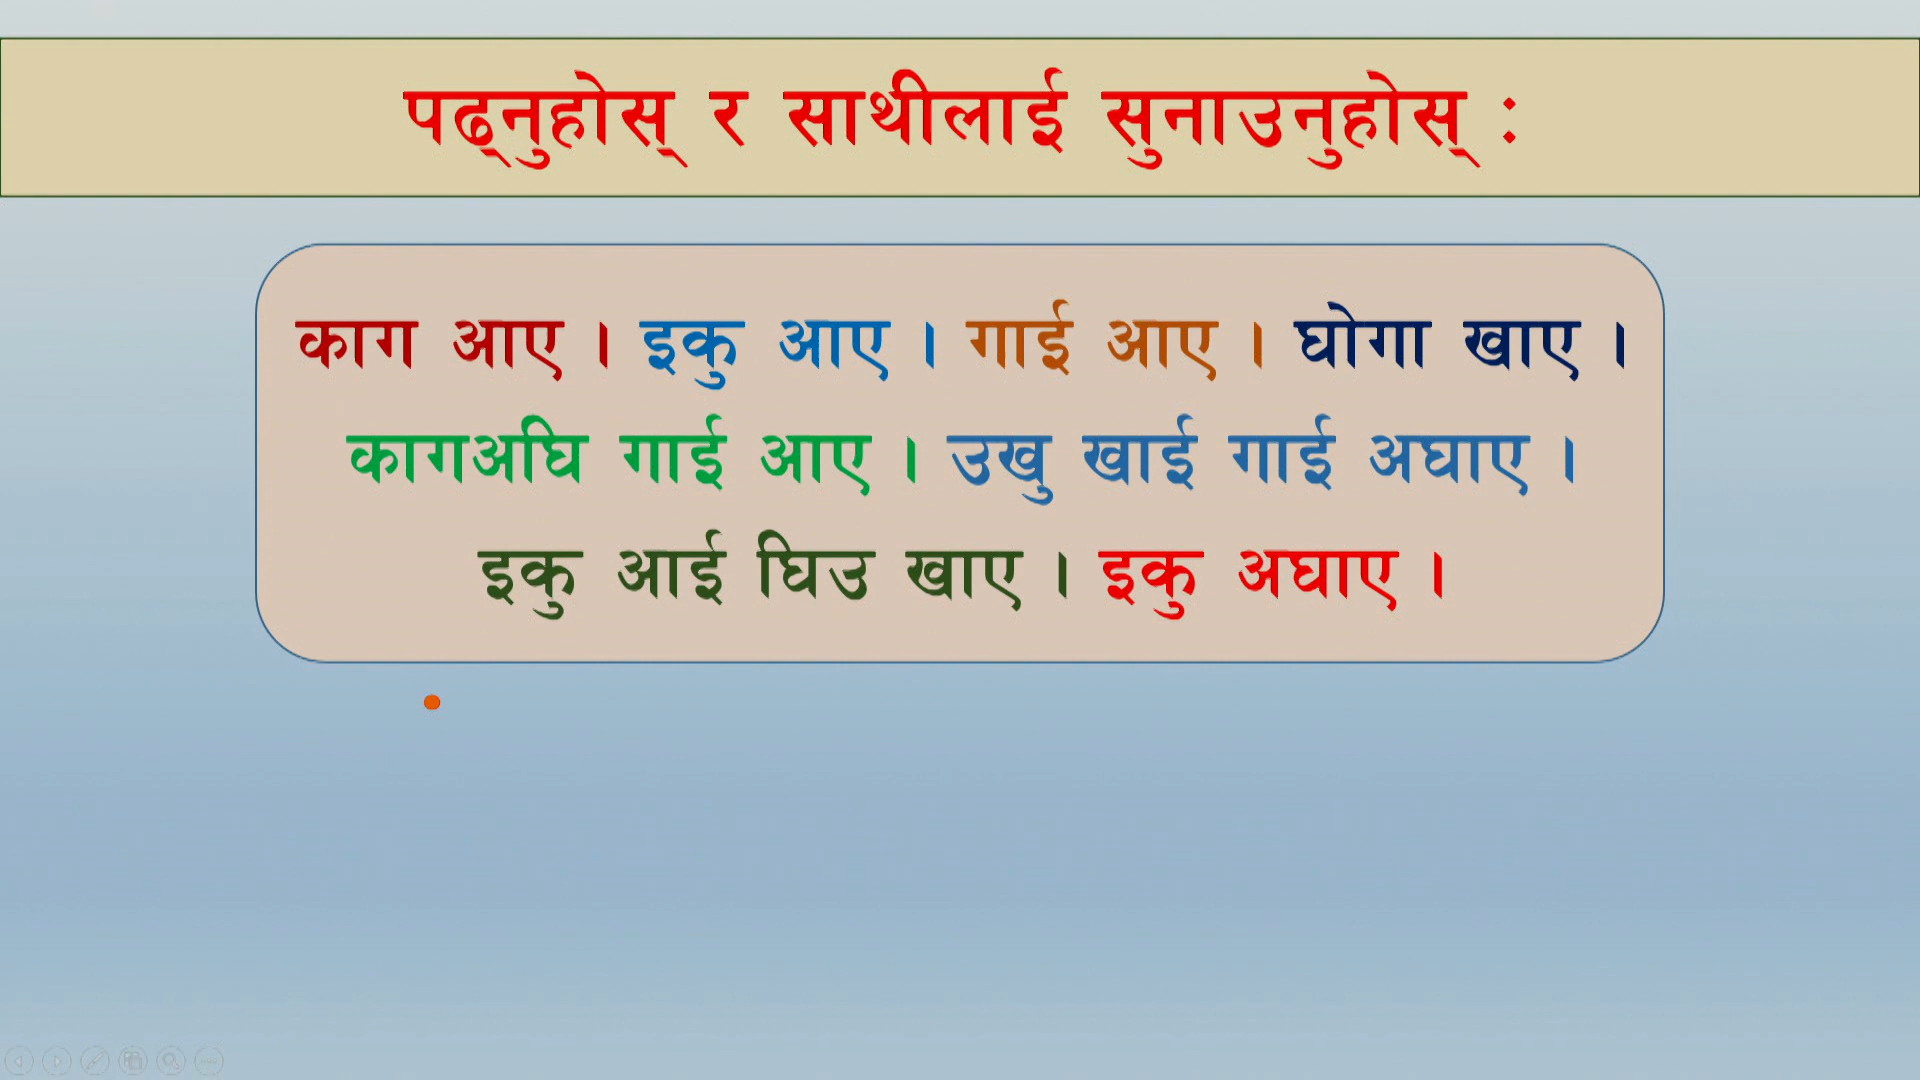 पढ्नुहोस् र साथीलाई सुनाउनुहोस् :
काग आए । इकु आए । गाई आए । घोगा खाए ।
कागअघि गाई आए । उखु खाई गाई अघाए ।
इकु आई घिउ खाए । इकु अघाए ।